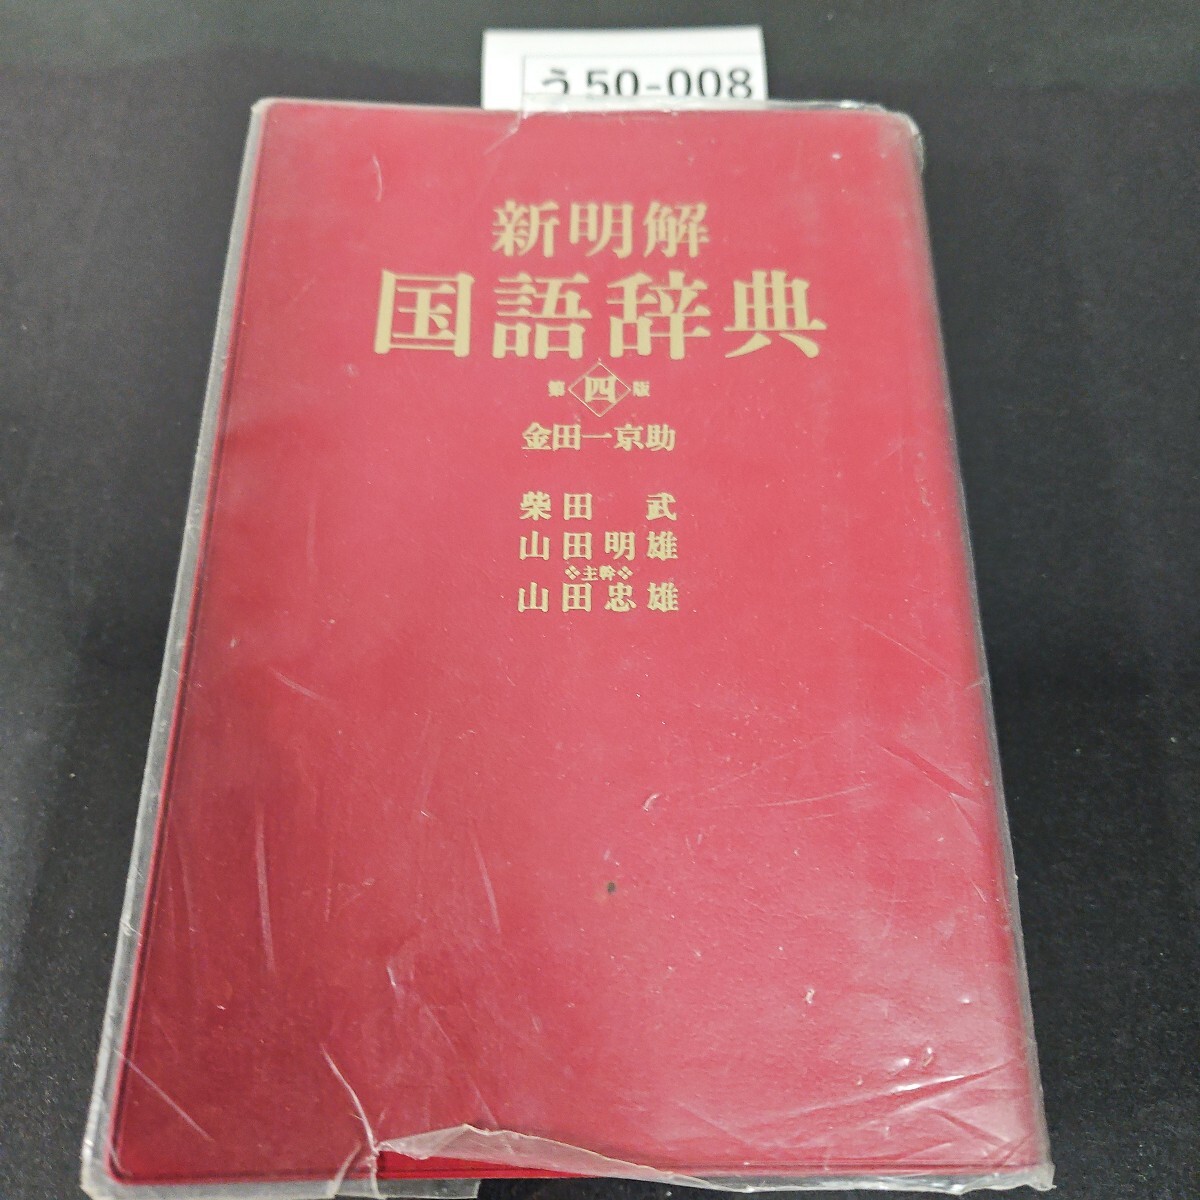 う50-008
新明解
国語辞典
第四版
金田一京助
柴田 武
山田明雄
❖主幹❖
山田忠雄